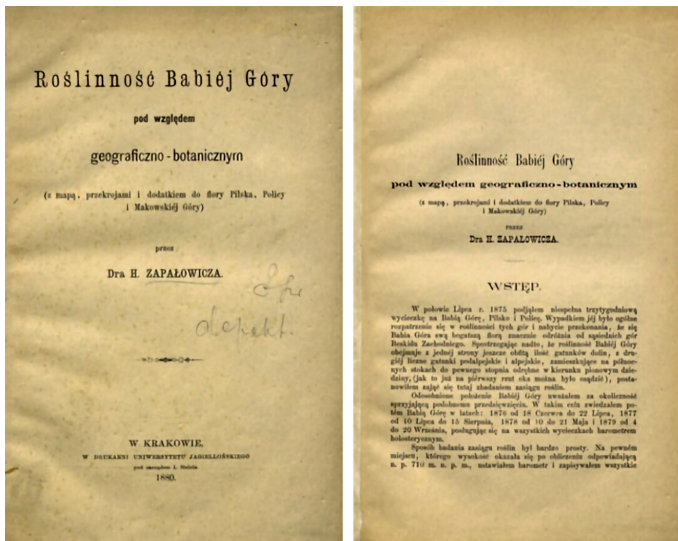 Roślinność Babiéj Góry
pod względem
geograficzno-botanicznym
(z mapą, przekrojami i dodatkiem do flory Pilska, Policy
i Makowskiéj Góry)
przez
Dra H. ZAPAŁOWICZA.
W KRAKOWIE,
W DRUKARNI UNIWERSYTETU JAGIELLOŃSKIEGO
pod zarządem
1880.
Roślinność Babiéj Góry
pod względem geograficzno-botanicznym
(z mapą, przekrojami i dodatkiem do flory Pilska, Policy
i Makowskiéj Góry)
PRZEZ
Dra H. ZAPAŁOWICZA.
WSTĘP.
W połowie Lipca r. 1875 podjąłem niespełna trzytygodniową
wycieczkę na Babią Górę, Pilsko i Policę. Wypadkiem jéj było ogólne
rozpatrzenie się w roślinności tych gór i nabycie przekonania, że się
Babia Góra swą bogatszą florą znacznie odróżnia od sąsiednich gór
Beskidu Zachodniego. Spostrzegając nadto, że roślinność Babiéj Góry
obejmuje z jednéj strony jeszcze obfitą ilość gatunków dolin, z dru-
giéj liczne gatunki podalpejskie i alpejskie, zamieszkujące na północ-
nych stokach do pewnego stopnia odrębne w kierunku pionowym dzie-
dziny, (jak to już na pierwszy rzut oka można było osądzić), posta-
nowiłem zająć się tutaj zbadaniem zasiągu roślin.
Odosobnione położenie Babiéj Góry uważałem za okoliczność
sprzyjającą podobnemu przedsięwzięciu. W takim celu zwiedzałem po-
tém Babią Górę w latach: 1876 od 18 Czerwca do 22 Lipca, 1877
od 10 Lipca do 15 Sierpnia, 1878 od 10 do 21 Maja i 1879 od 4
do 20 Września, posługując się na wszystkich wycieczkach barometrem
holosterycznym.
Sposób badania zasiągu roślin był bardzo prosty. Na pewném
miejscu, którego wysokość okazała się po obliczeniu odpowiadającą
n. p. 710 m. n. p. m., ustawiałem barometr i zapisywałem wszystkie